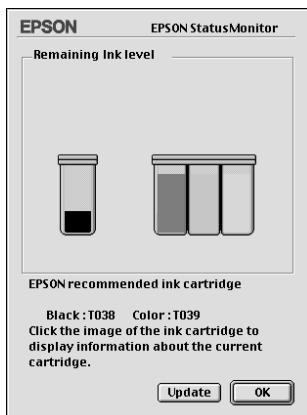 EPSON EPSON StatusMonitor
Remaining Ink level
EPSON recommended ink cartridge
Black : T038 Color : T039
Click the image of the ink cartridge to
display information about the current
cartridge.
Update OK